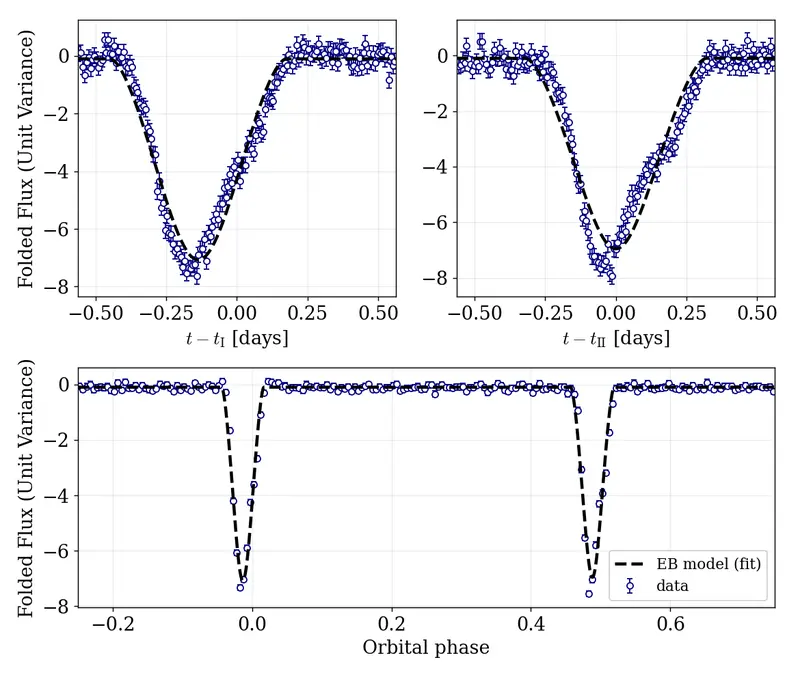 Folded Flux (Unit Variance)
0
−2
−4
−6
−8
−0.50 −0.25 0.00 0.25 0.50
t − t_I [days]
0
−2
−4
−6
−8
−0.50 −0.25 0.00 0.25 0.50
t − t_II [days]
Folded Flux (Unit Variance)
0
−2
−4
−6
−8
EB model (fit)
data
−0.2 0.0 0.2 0.4 0.6
Orbital phase